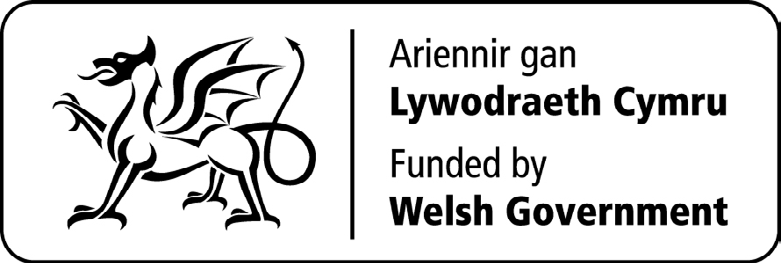 Ariennir gan
Lywodraeth Cymru
Funded by
Welsh Government